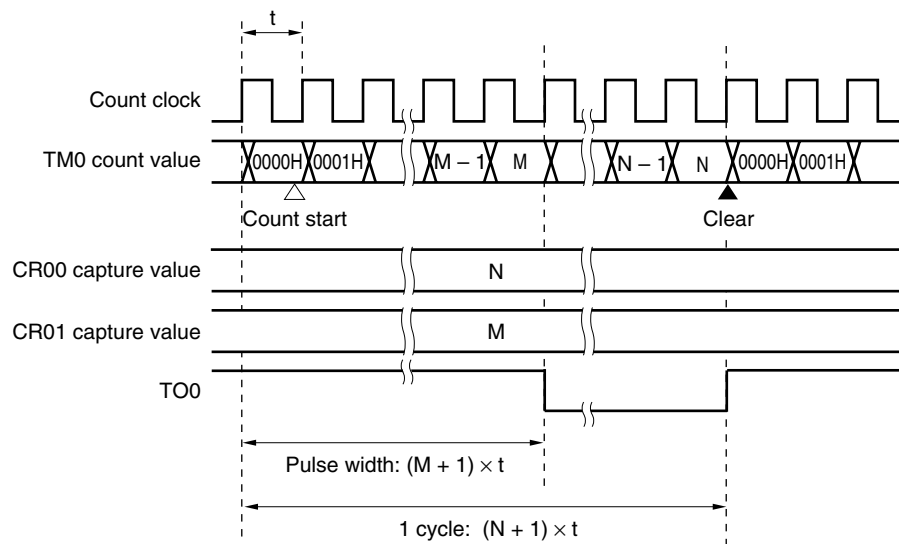 t
Count clock
TM0 count value 0000H 0001H M – 1 M N – 1 N 0000H 0001H
Count start Clear
CR00 capture value N
CR01 capture value M
TO0
Pulse width: (M + 1) × t
1 cycle: (N + 1) × t